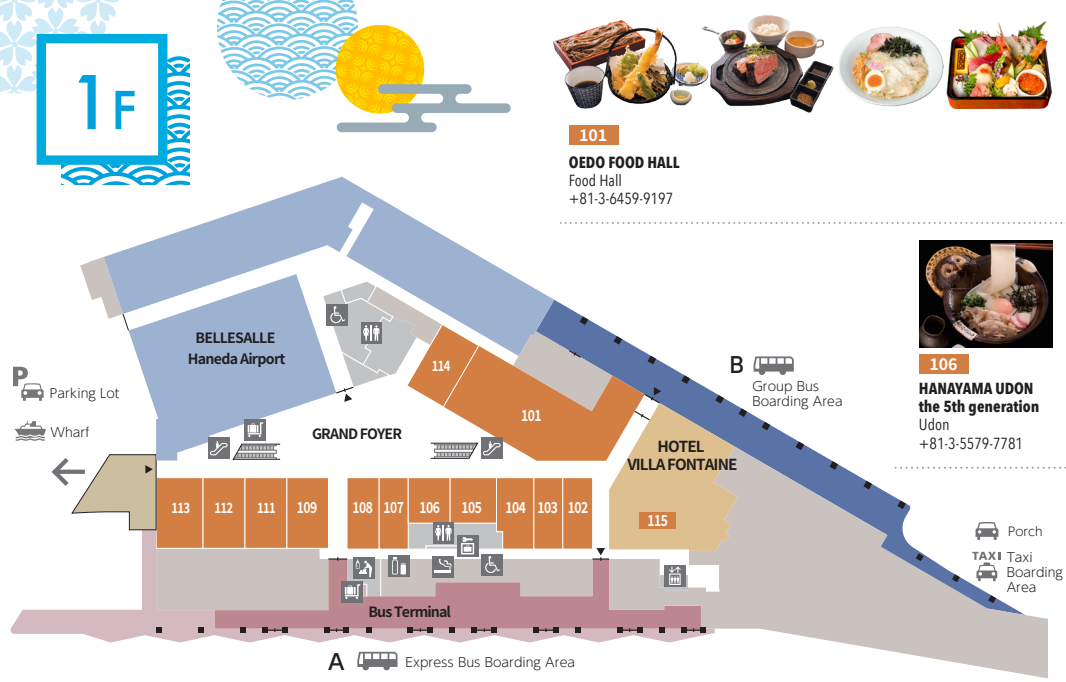 1F
101
OEDO FOOD HALL
Food Hall
+81-3-6459-9197
106
HANAYAMA UDON
the 5th generation
Udon
+81-3-5579-7781
BELLESALLE
Haneda Airport
P
Parking Lot
Wharf
114
101
B
Group Bus
Boarding Area
GRAND FOYER
HOTEL
VILLA FONTAINE
113
112
111
109
108
107
106
105
104
103
102
115
Porch
TAXI
Taxi
Boarding
Area
Bus Terminal
A
Express Bus Boarding Area